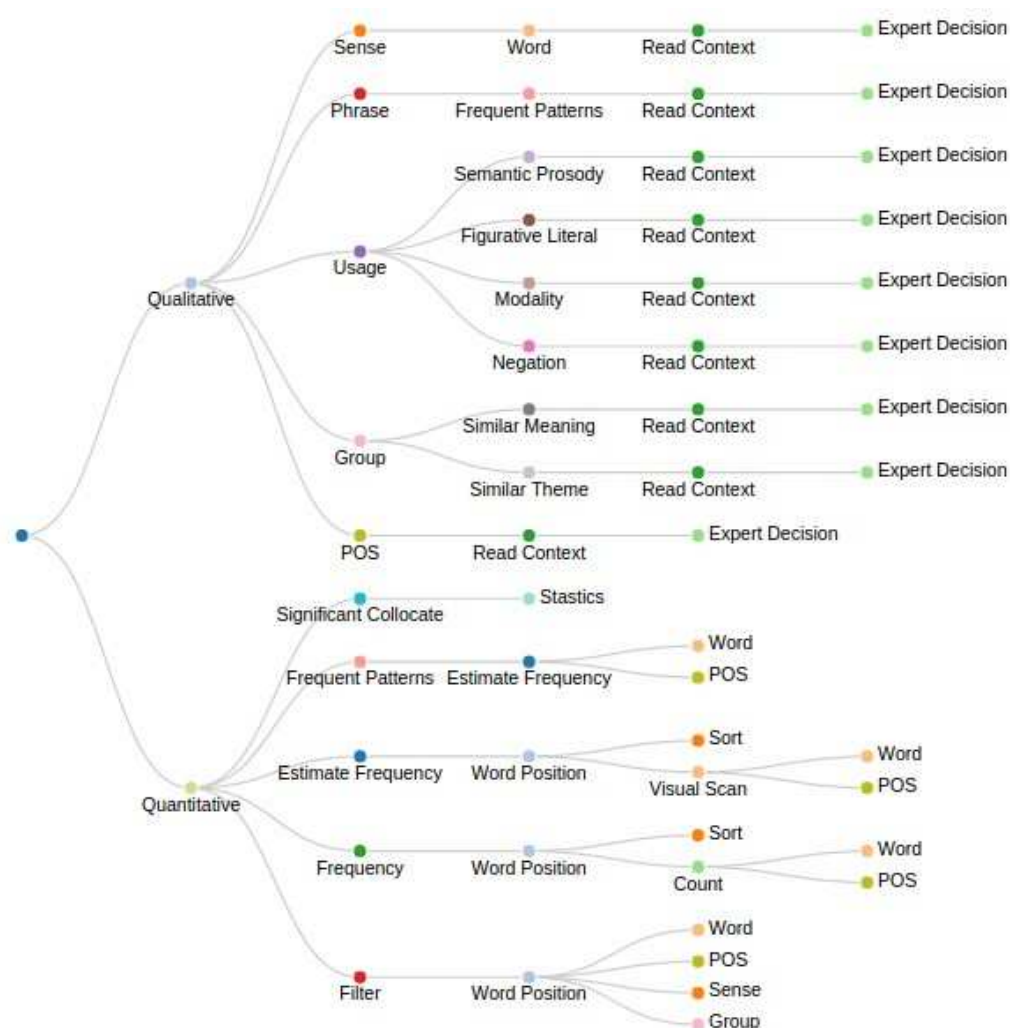 Expert Decision
Sense Word Read Context
Expert Decision
Phrase Frequent Patterns Read Context
Expert Decision
Semantic Prosody Read Context
Expert Decision
Figurative Literal Read Context
Usage
Expert Decision
Qualitative Modality Read Context
Expert Decision
Negation Read Context
Expert Decision
Similar Meaning Read Context
Group
Expert Decision
Similar Theme Read Context
Expert Decision
POS Read Context
Stastics
Significant Collocate
Word
Frequent Patterns Estimate Frequency POS
Sort
Word
Estimate Frequency Word Position
Visual Scan POS
Quantitative
Sort
Word
Frequency Word Position
Count POS
Word
POS
Filter Word Position Sense
Group